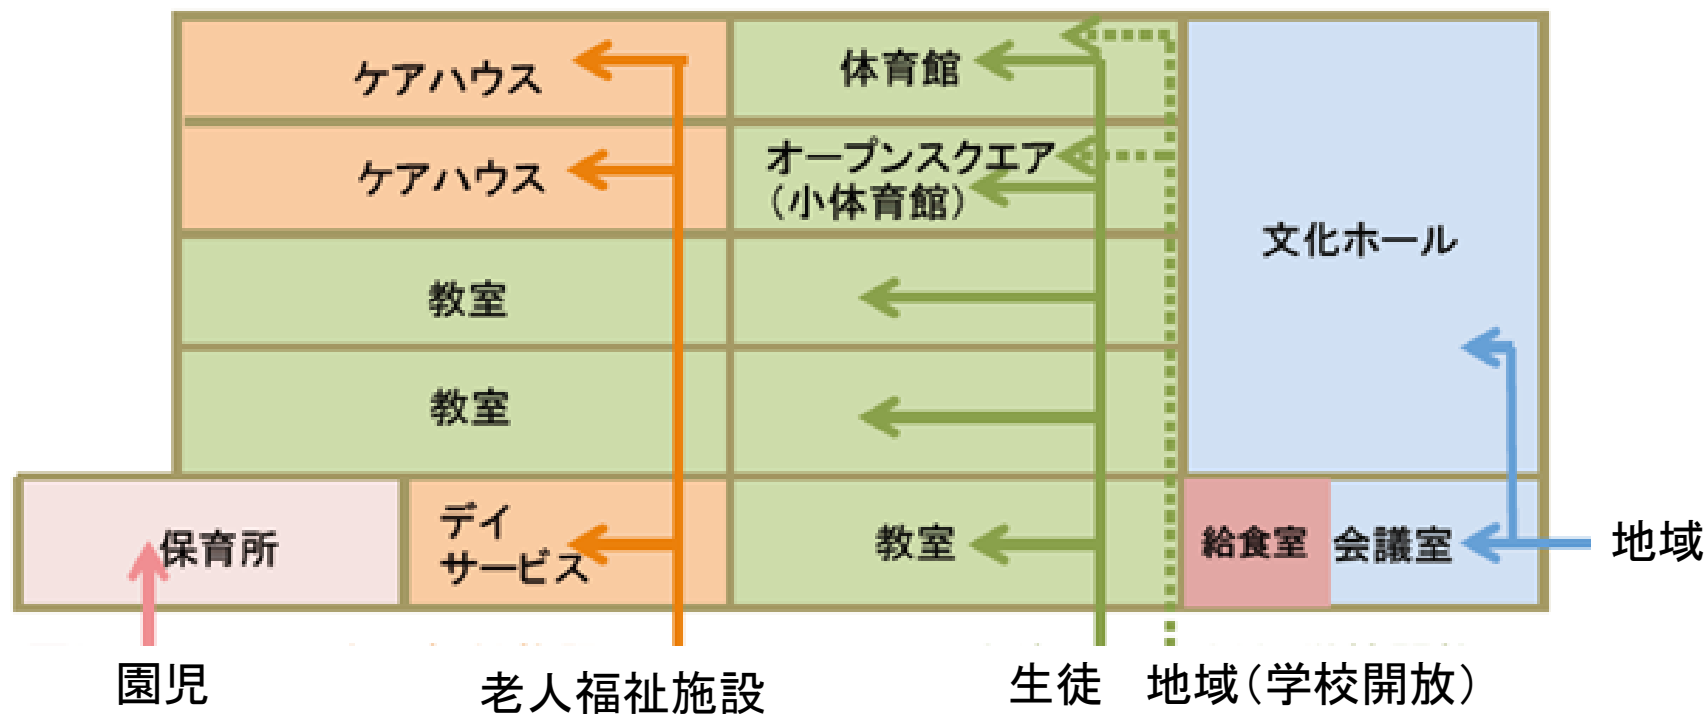 ケアハウス
体育館
ケアハウス
オープンスクエア
（小体育館）
文化ホール
教室
教室
保育所
デイ
サービス
教室
給食室
会議室
地域
園児
老人福祉施設
生徒
地域（学校開放）